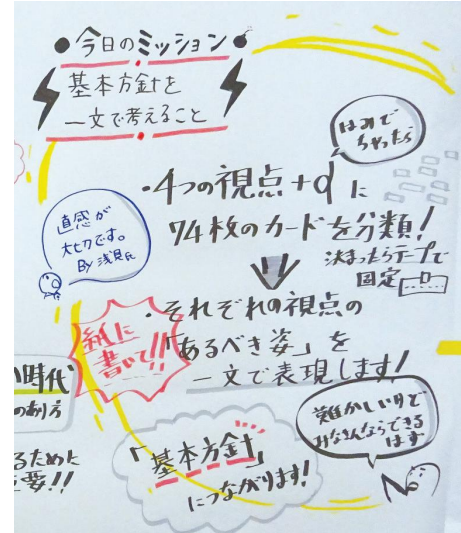 今日のミッション
基本方針を
一文で考えること
はみで
ちゃったら
・4つの視点+αに
74枚のカードを分類!
決まったらテープで
固定
直感が
大切です。
By 浅見氏
・それぞれの視点の
「あるべき姿」を
一文で表現します!
紙に
書いて!!
い時代
のあり方
るために
要!!
「基本方針」
につながります!
難かしいけど
みなさんならできる
はず